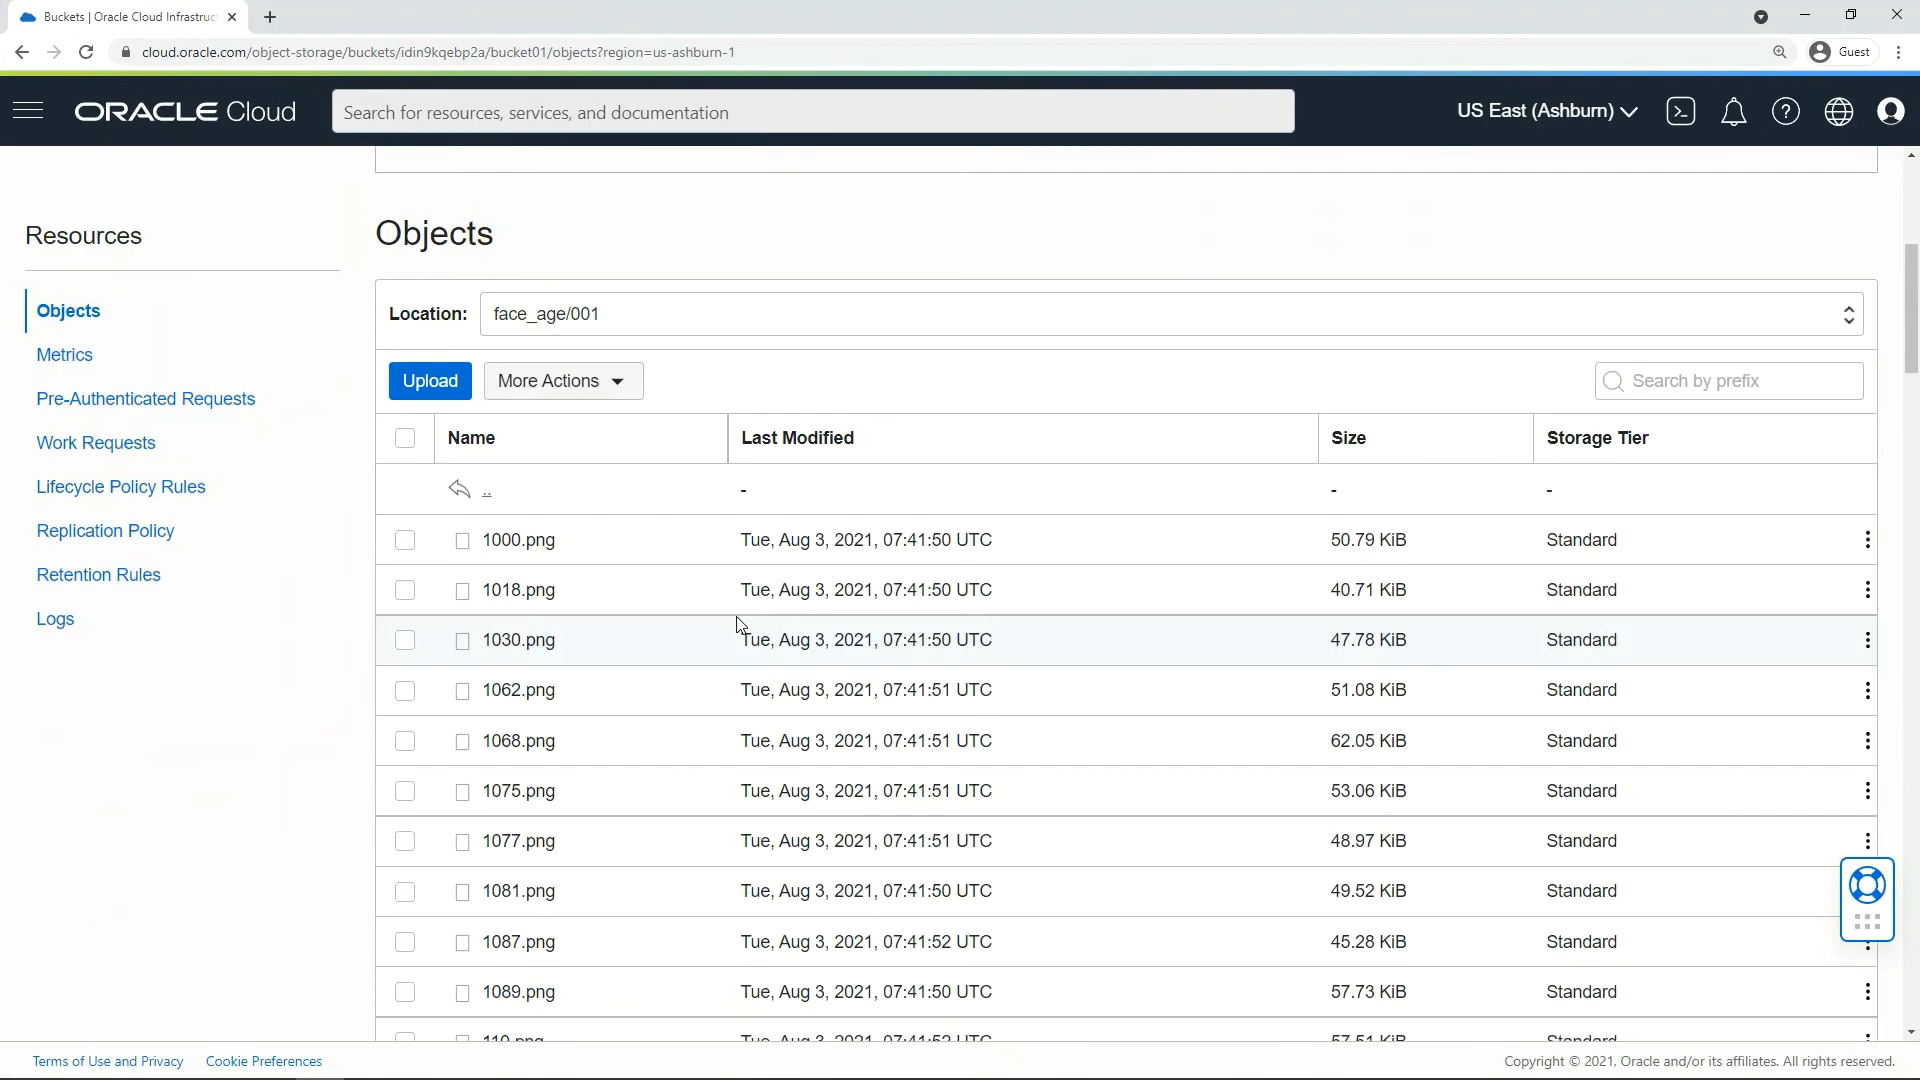 Buckets | Oracle Cloud Infrastruc
cloud.oracle.com/object-storage/buckets/idin9kqebp2a/bucket01/objects?region=us-ashburn-1
Guest
ORACLE Cloud
Search for resources, services, and documentation
US East (Ashburn)
Resources
Objects
Metrics
Pre-Authenticated Requests
Work Requests
Lifecycle Policy Rules
Replication Policy
Retention Rules
Logs
Objects
Location: face_age/001
Upload More Actions Search by prefix
Name Last Modified Size Storage Tier
.. - - -
1000.png Tue, Aug 3, 2021, 07:41:50 UTC 50.79 KiB Standard
1018.png Tue, Aug 3, 2021, 07:41:50 UTC 40.71 KiB Standard
1030.png Tue, Aug 3, 2021, 07:41:50 UTC 47.78 KiB Standard
1062.png Tue, Aug 3, 2021, 07:41:51 UTC 51.08 KiB Standard
1068.png Tue, Aug 3, 2021, 07:41:51 UTC 62.05 KiB Standard
1075.png Tue, Aug 3, 2021, 07:41:51 UTC 53.06 KiB Standard
1077.png Tue, Aug 3, 2021, 07:41:51 UTC 48.97 KiB Standard
1081.png Tue, Aug 3, 2021, 07:41:50 UTC 49.52 KiB Standard
1087.png Tue, Aug 3, 2021, 07:41:52 UTC 45.28 KiB Standard
1089.png Tue, Aug 3, 2021, 07:41:50 UTC 57.73 KiB Standard
110.png Tue, Aug 3, 2021, 07:41:52 UTC 57.51 KiB Standard
Terms of Use and Privacy Cookie Preferences
Copyright © 2021, Oracle and/or its affiliates. All rights reserved.